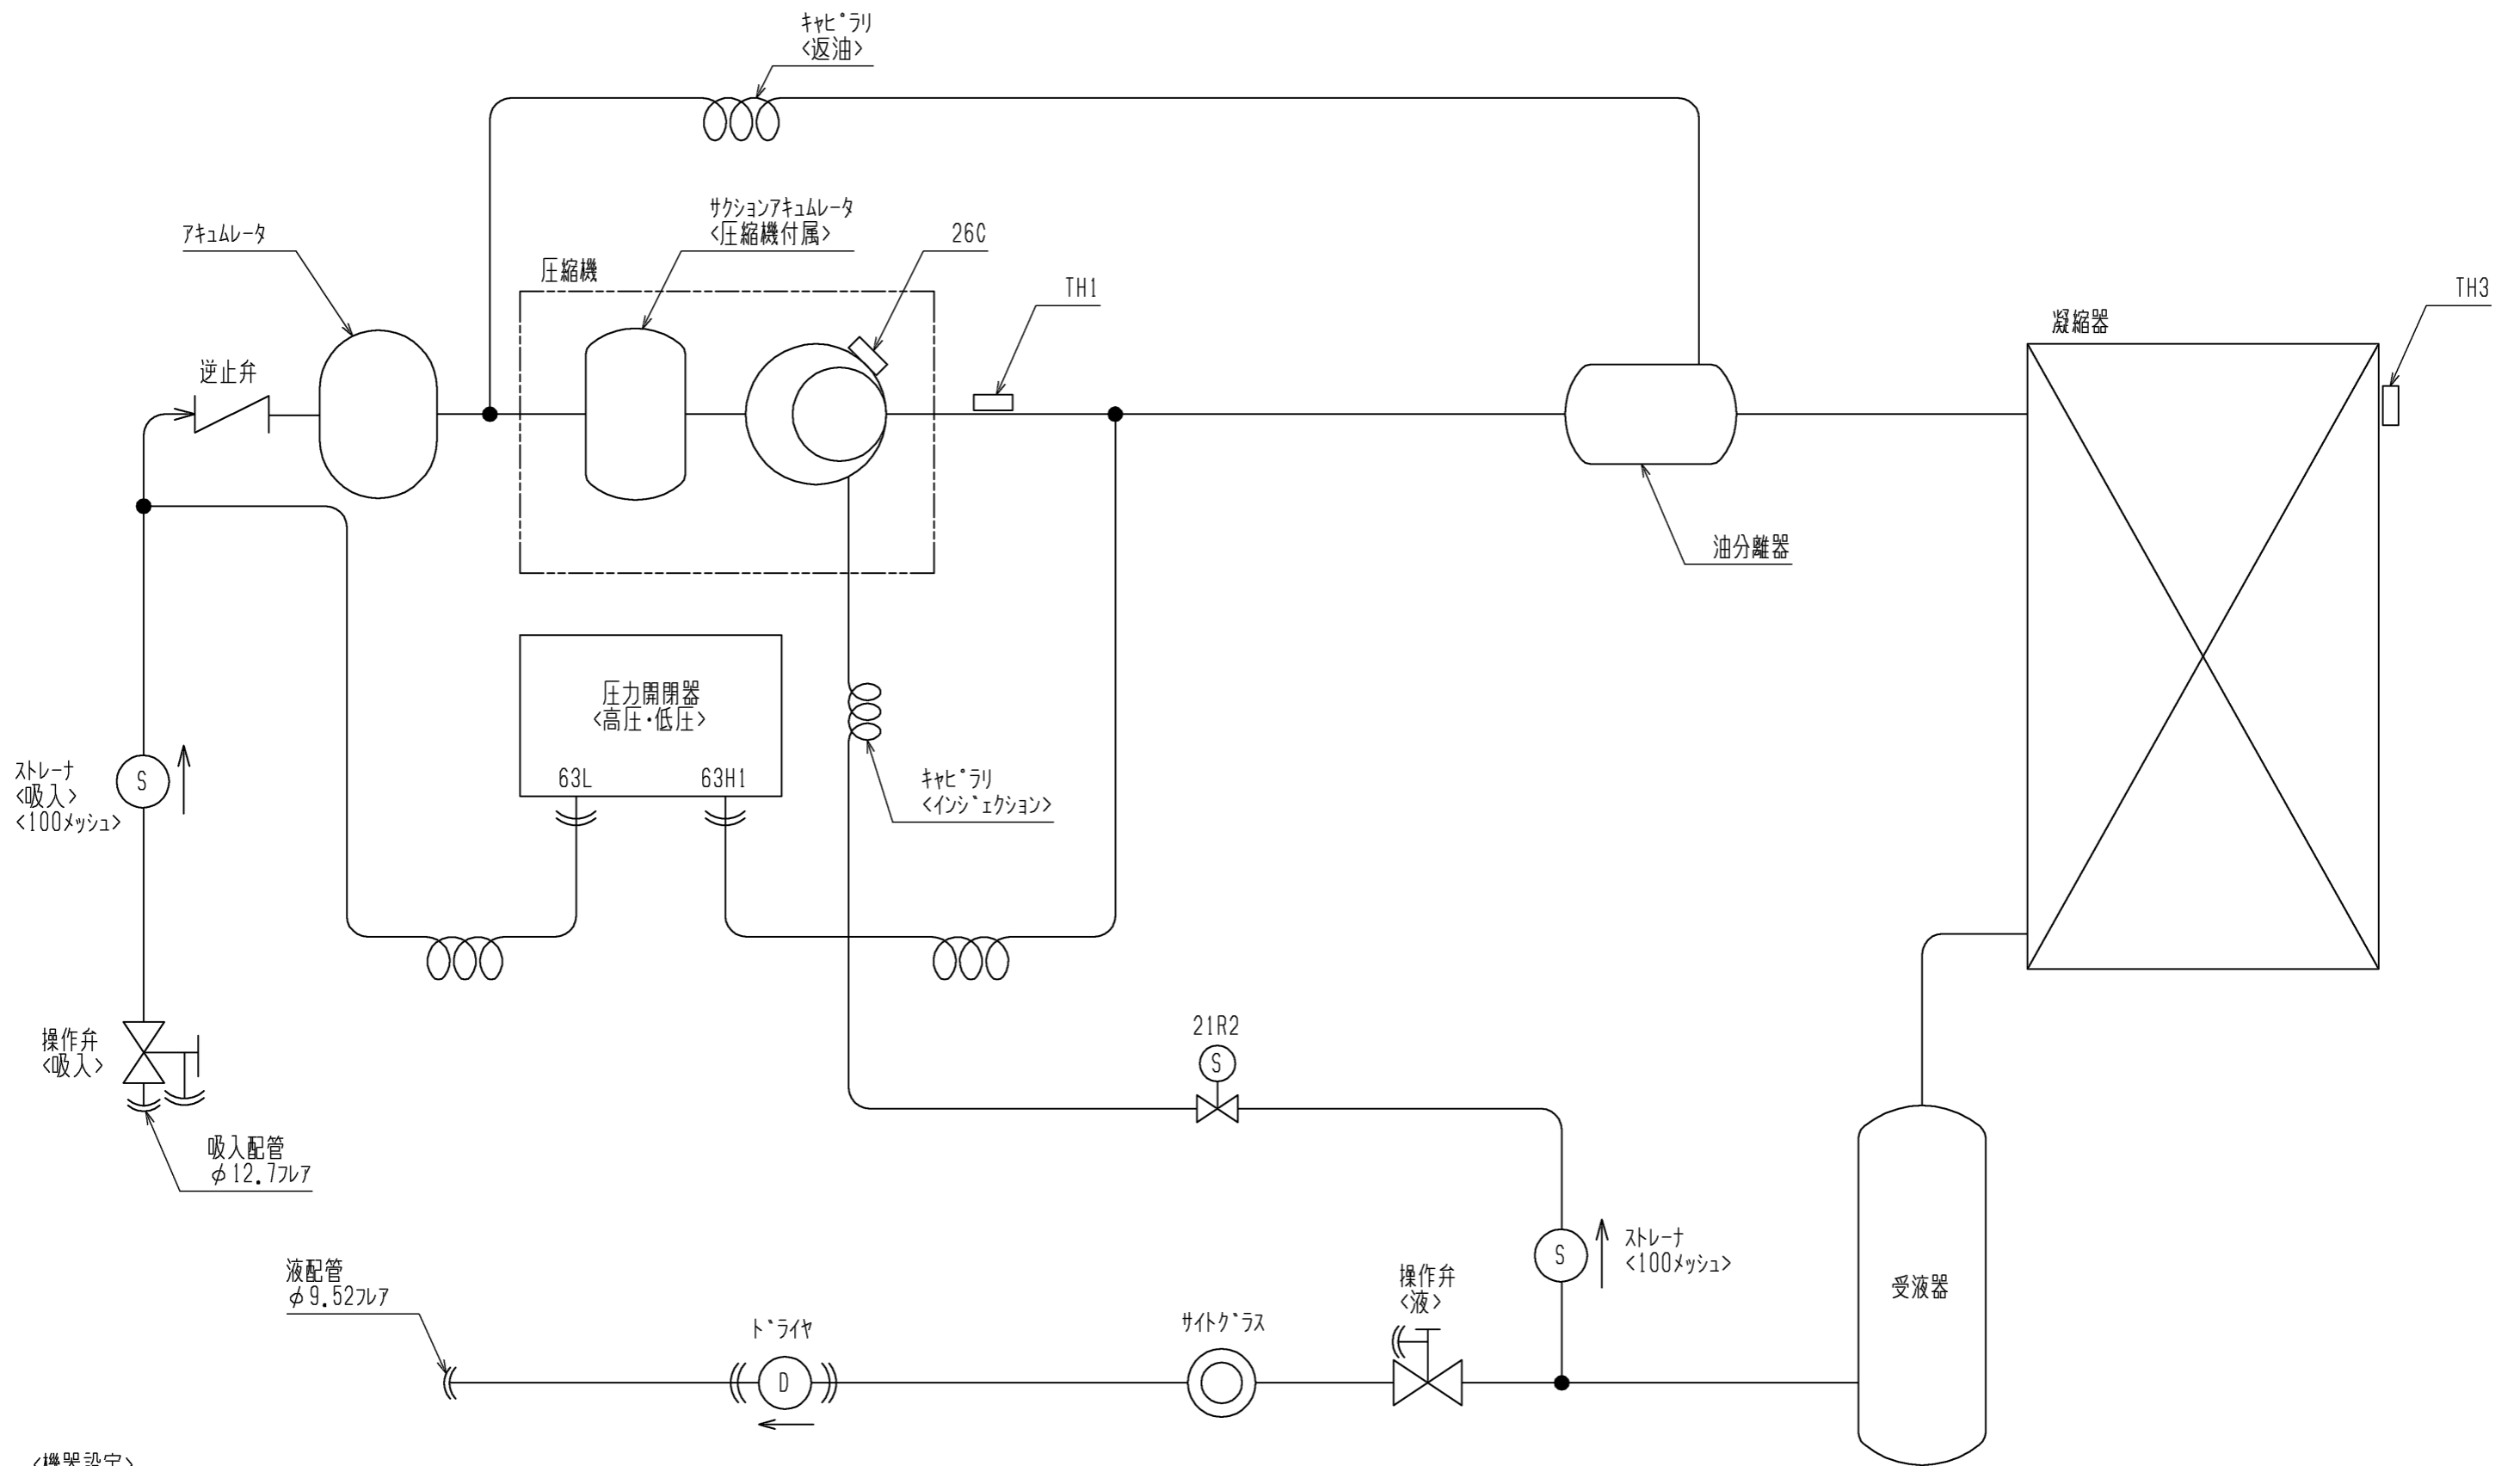 キャピラリ
<返油>
サクションアキュムレータ
<圧縮機付属>
26C
アキュムレータ
圧縮機
TH1
TH3
凝縮器
逆止弁
油分離器
圧力開閉器
<高圧・低圧>
63L
63H1
ストレーナ
<吸入>
<100メッシュ>
S
キャピラリ
<インジェクション>
操作弁
<吸入>
21R2
S
吸入配管
φ12.7フレア
ストレーナ
<100メッシュ>
S
液配管
φ9.52フレア
操作弁
<液>
受液器
ドライヤ
D
サイトグラス
<機器設定>